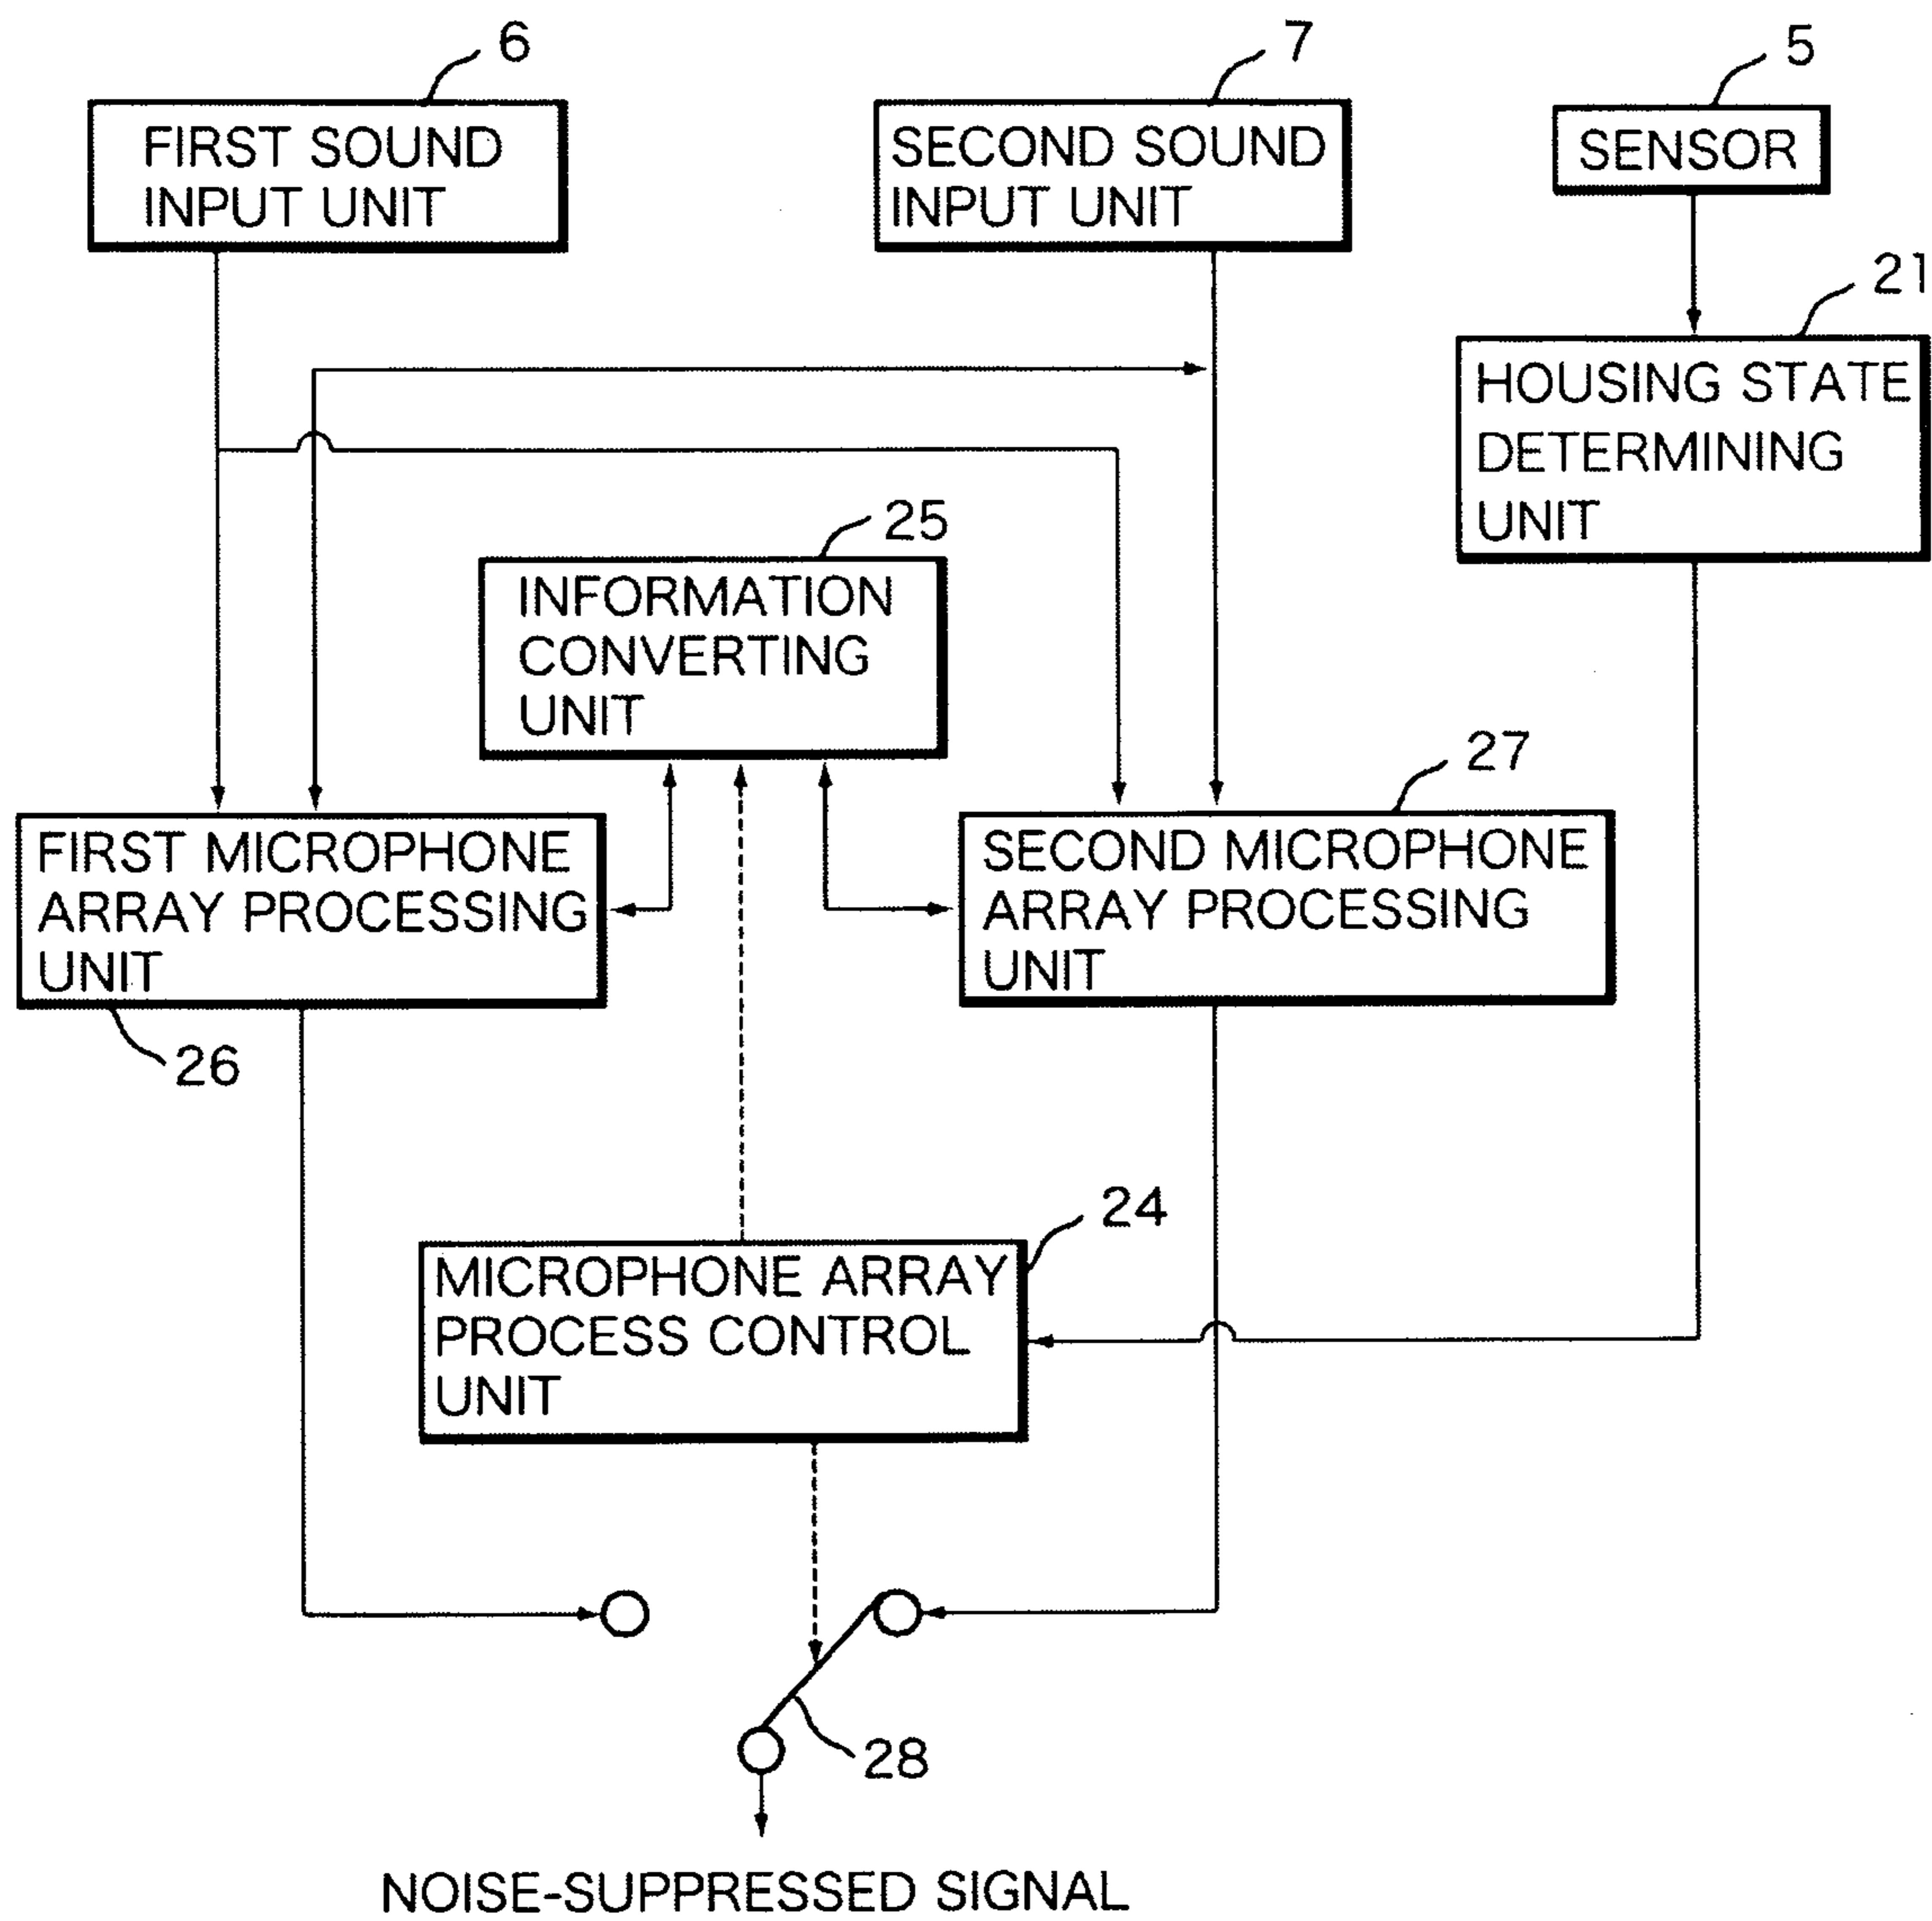 6
7
5
FIRST SOUND
INPUT UNIT
SECOND SOUND
INPUT UNIT
SENSOR
21
HOUSING STATE
DETERMINING
UNIT
25
INFORMATION
CONVERTING
UNIT
27
FIRST MICROPHONE
ARRAY PROCESSING
UNIT
SECOND MICROPHONE
ARRAY PROCESSING
UNIT
26
24
MICROPHONE ARRAY
PROCESS CONTROL
UNIT
28
NOISE-SUPPRESSED SIGNAL